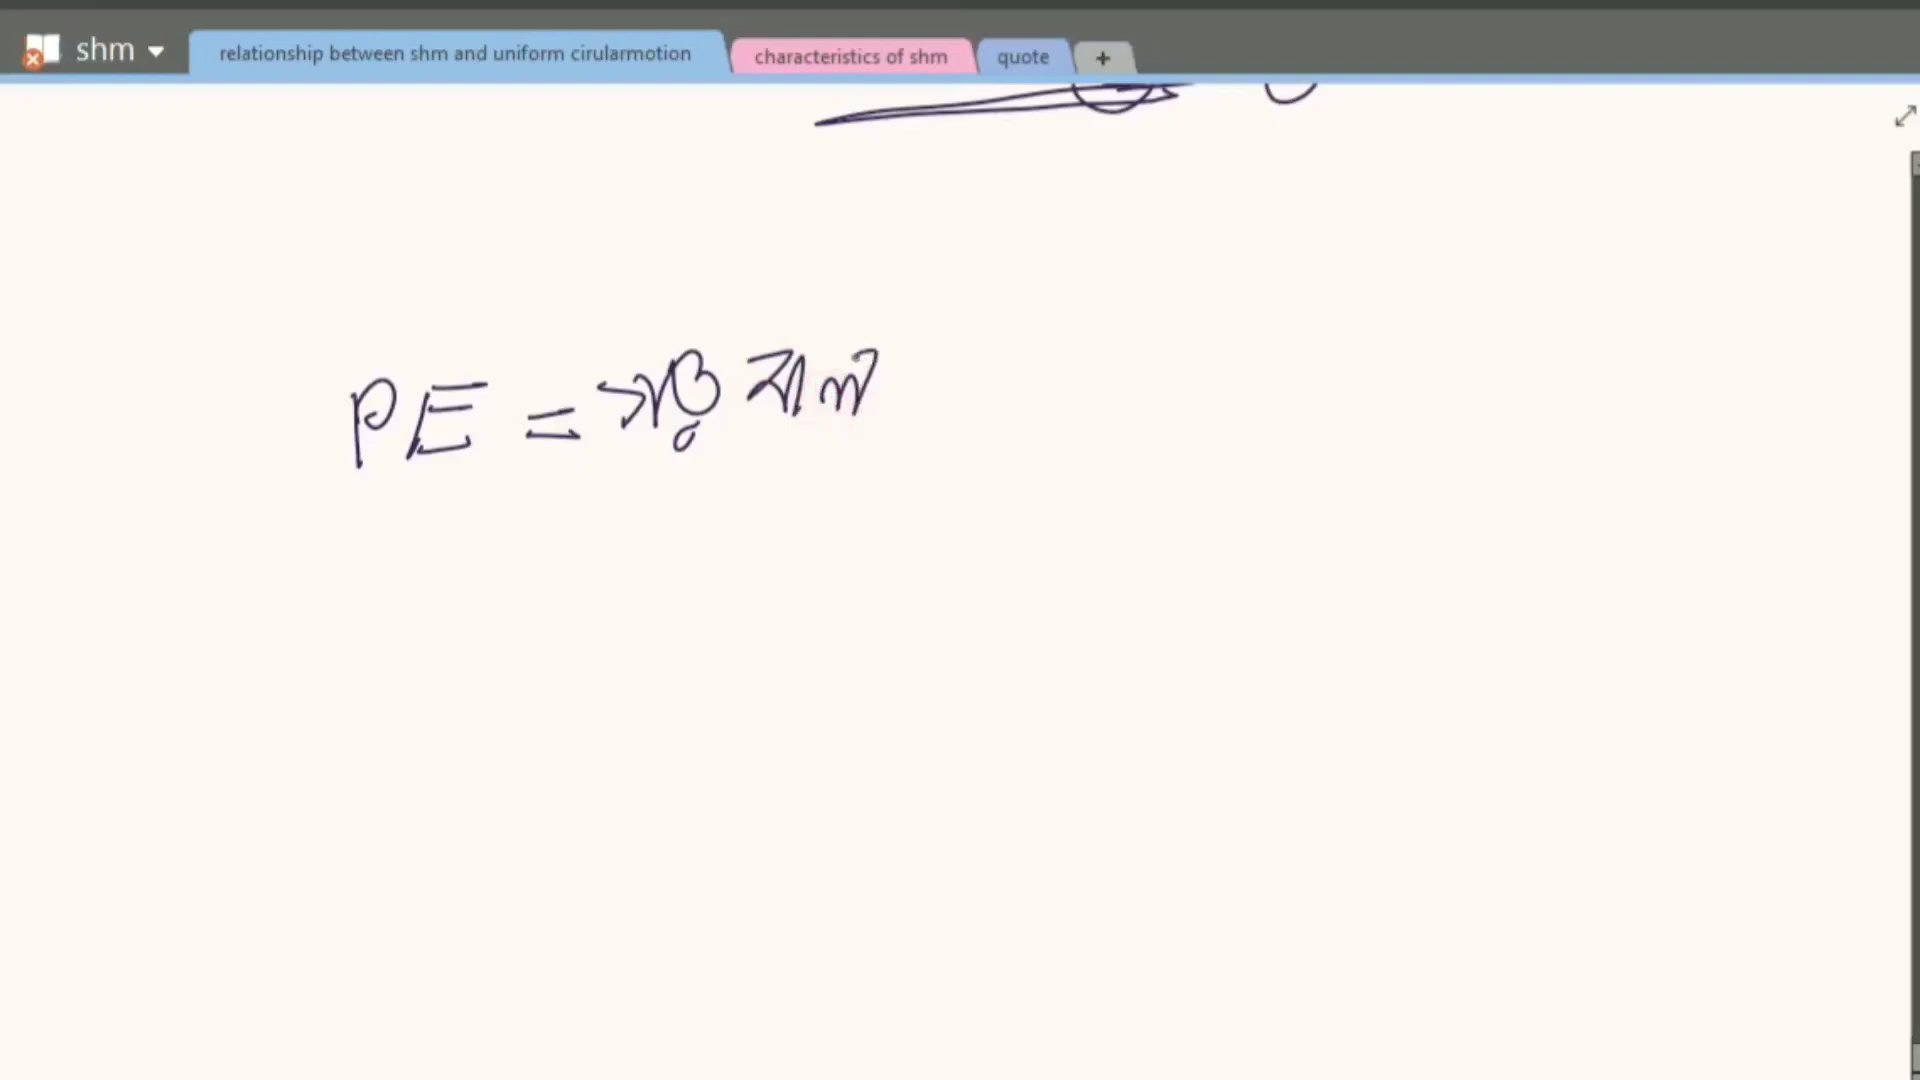 shm
relationship between shm and uniform cirularmotion
characteristics of shm
quote
PE =